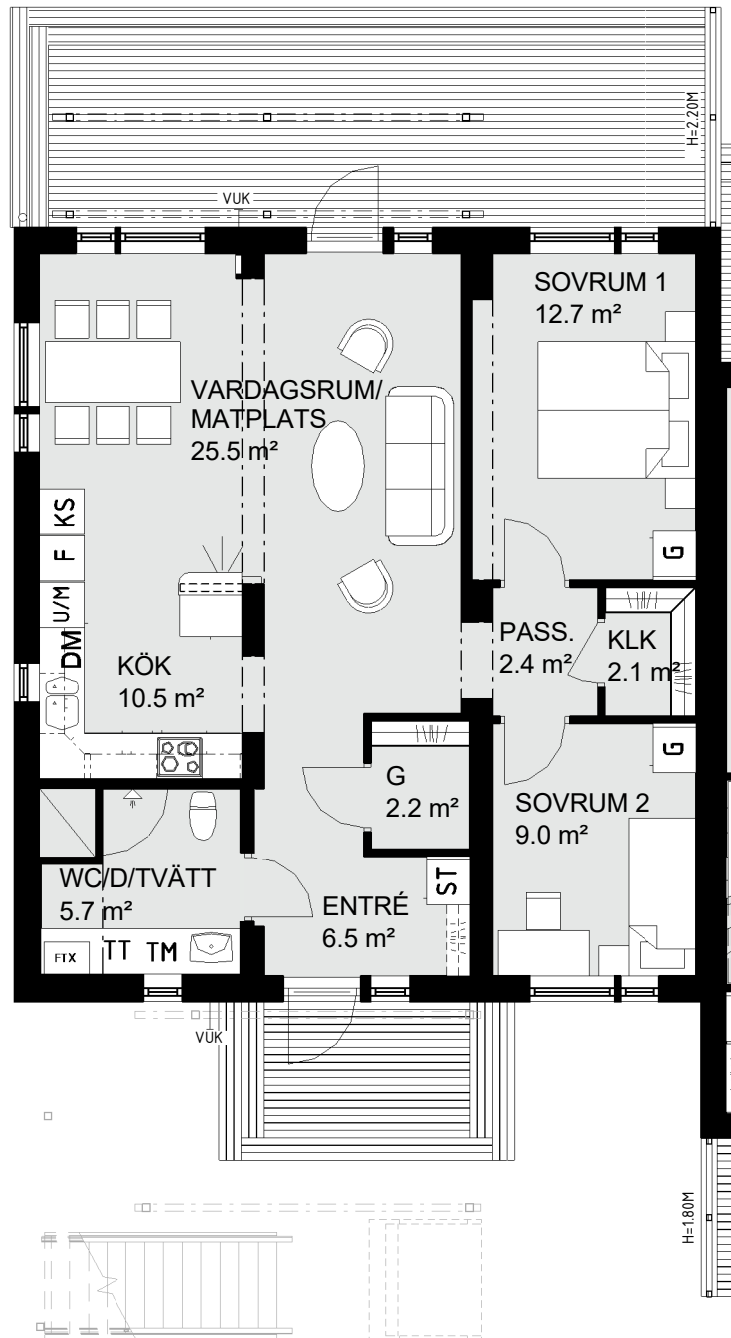 H=2.20M
VUK
SOVRUM 1
12.7 m²
VARDAGSRUM/
MATPLATS
25.5 m²
KS
F
U/M
DM
G
KÖK
10.5 m²
PASS.
2.4 m²
KLK
2.1 m²
G
2.2 m²
G
SOVRUM 2
9.0 m²
WC/D/TVÄTT
5.7 m²
ENTRÉ
6.5 m²
ST
FTX
TT
TM
VUK
H=1.80M